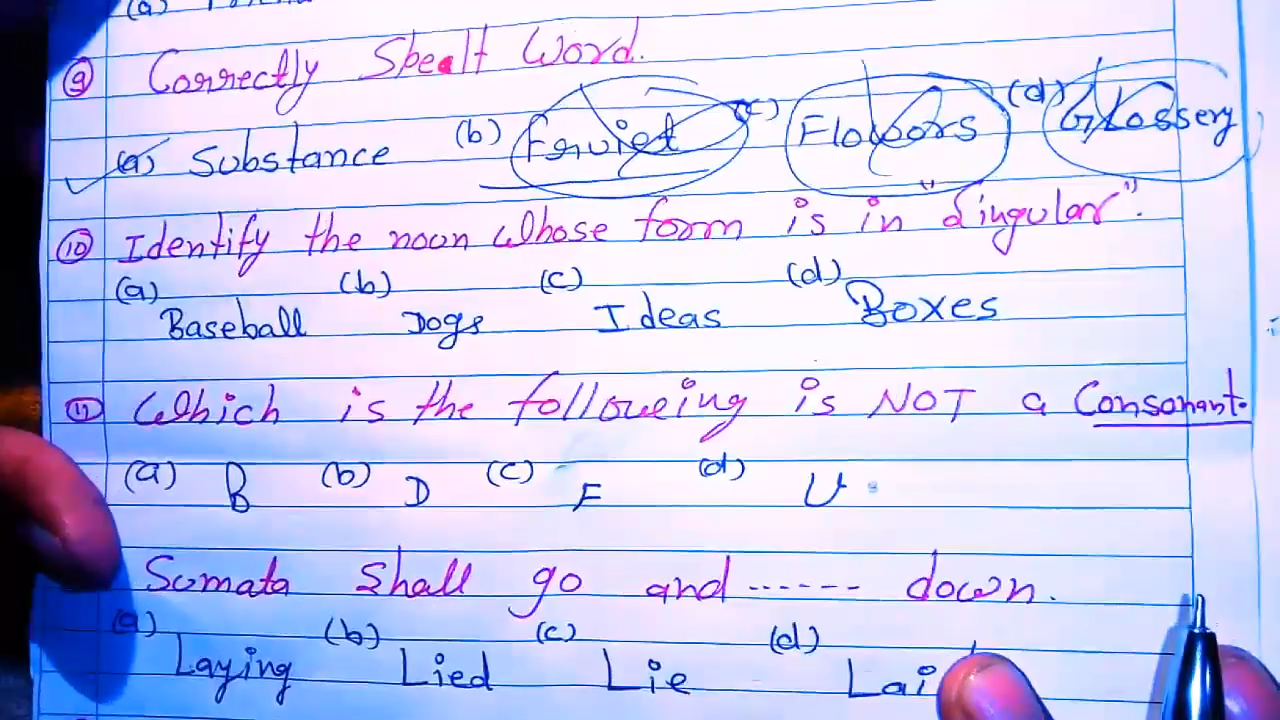 (a)
⑨ Correctly Spealt Word.
(a) Substance (b) (c) Flowors (d) Glossery
⑩ Identify the noun whose form is in "Singular".
(a) Baseball (b) Dogs (c) Ideas (d) Boxes
⑪ Which is the following is NOT a Consonant.
(a) B (b) D (c) F (d) U
Sumata shall go and ------ down.
(a) Laying (b) Lied (c) Lie (d) Lai